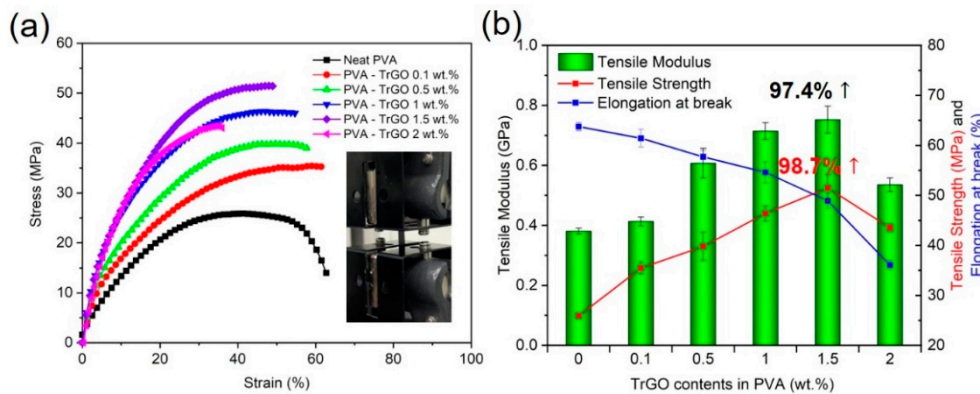 (a)
60
50
40
30
20
10
0
Stress (MPa)
0 20 40 60 80 100
Strain (%)
Neat PVA
PVA - TrGO 0.1 wt.%
PVA - TrGO 0.5 wt.%
PVA - TrGO 1 wt.%
PVA - TrGO 1.5 wt.%
PVA - TrGO 2 wt.%
(b)
1.0
0.8
0.6
0.4
0.2
0.0
Tensile Modulus (GPa)
Tensile Modulus
Tensile Strength
Elongation at break
97.4% ↑
98.7% ↑
0 0.1 0.5 1 1.5 2
TrGO contents in PVA (wt.%)
80
70
60
50
40
30
20
Tensile Strength (MPa) and
Elongation at break (%)